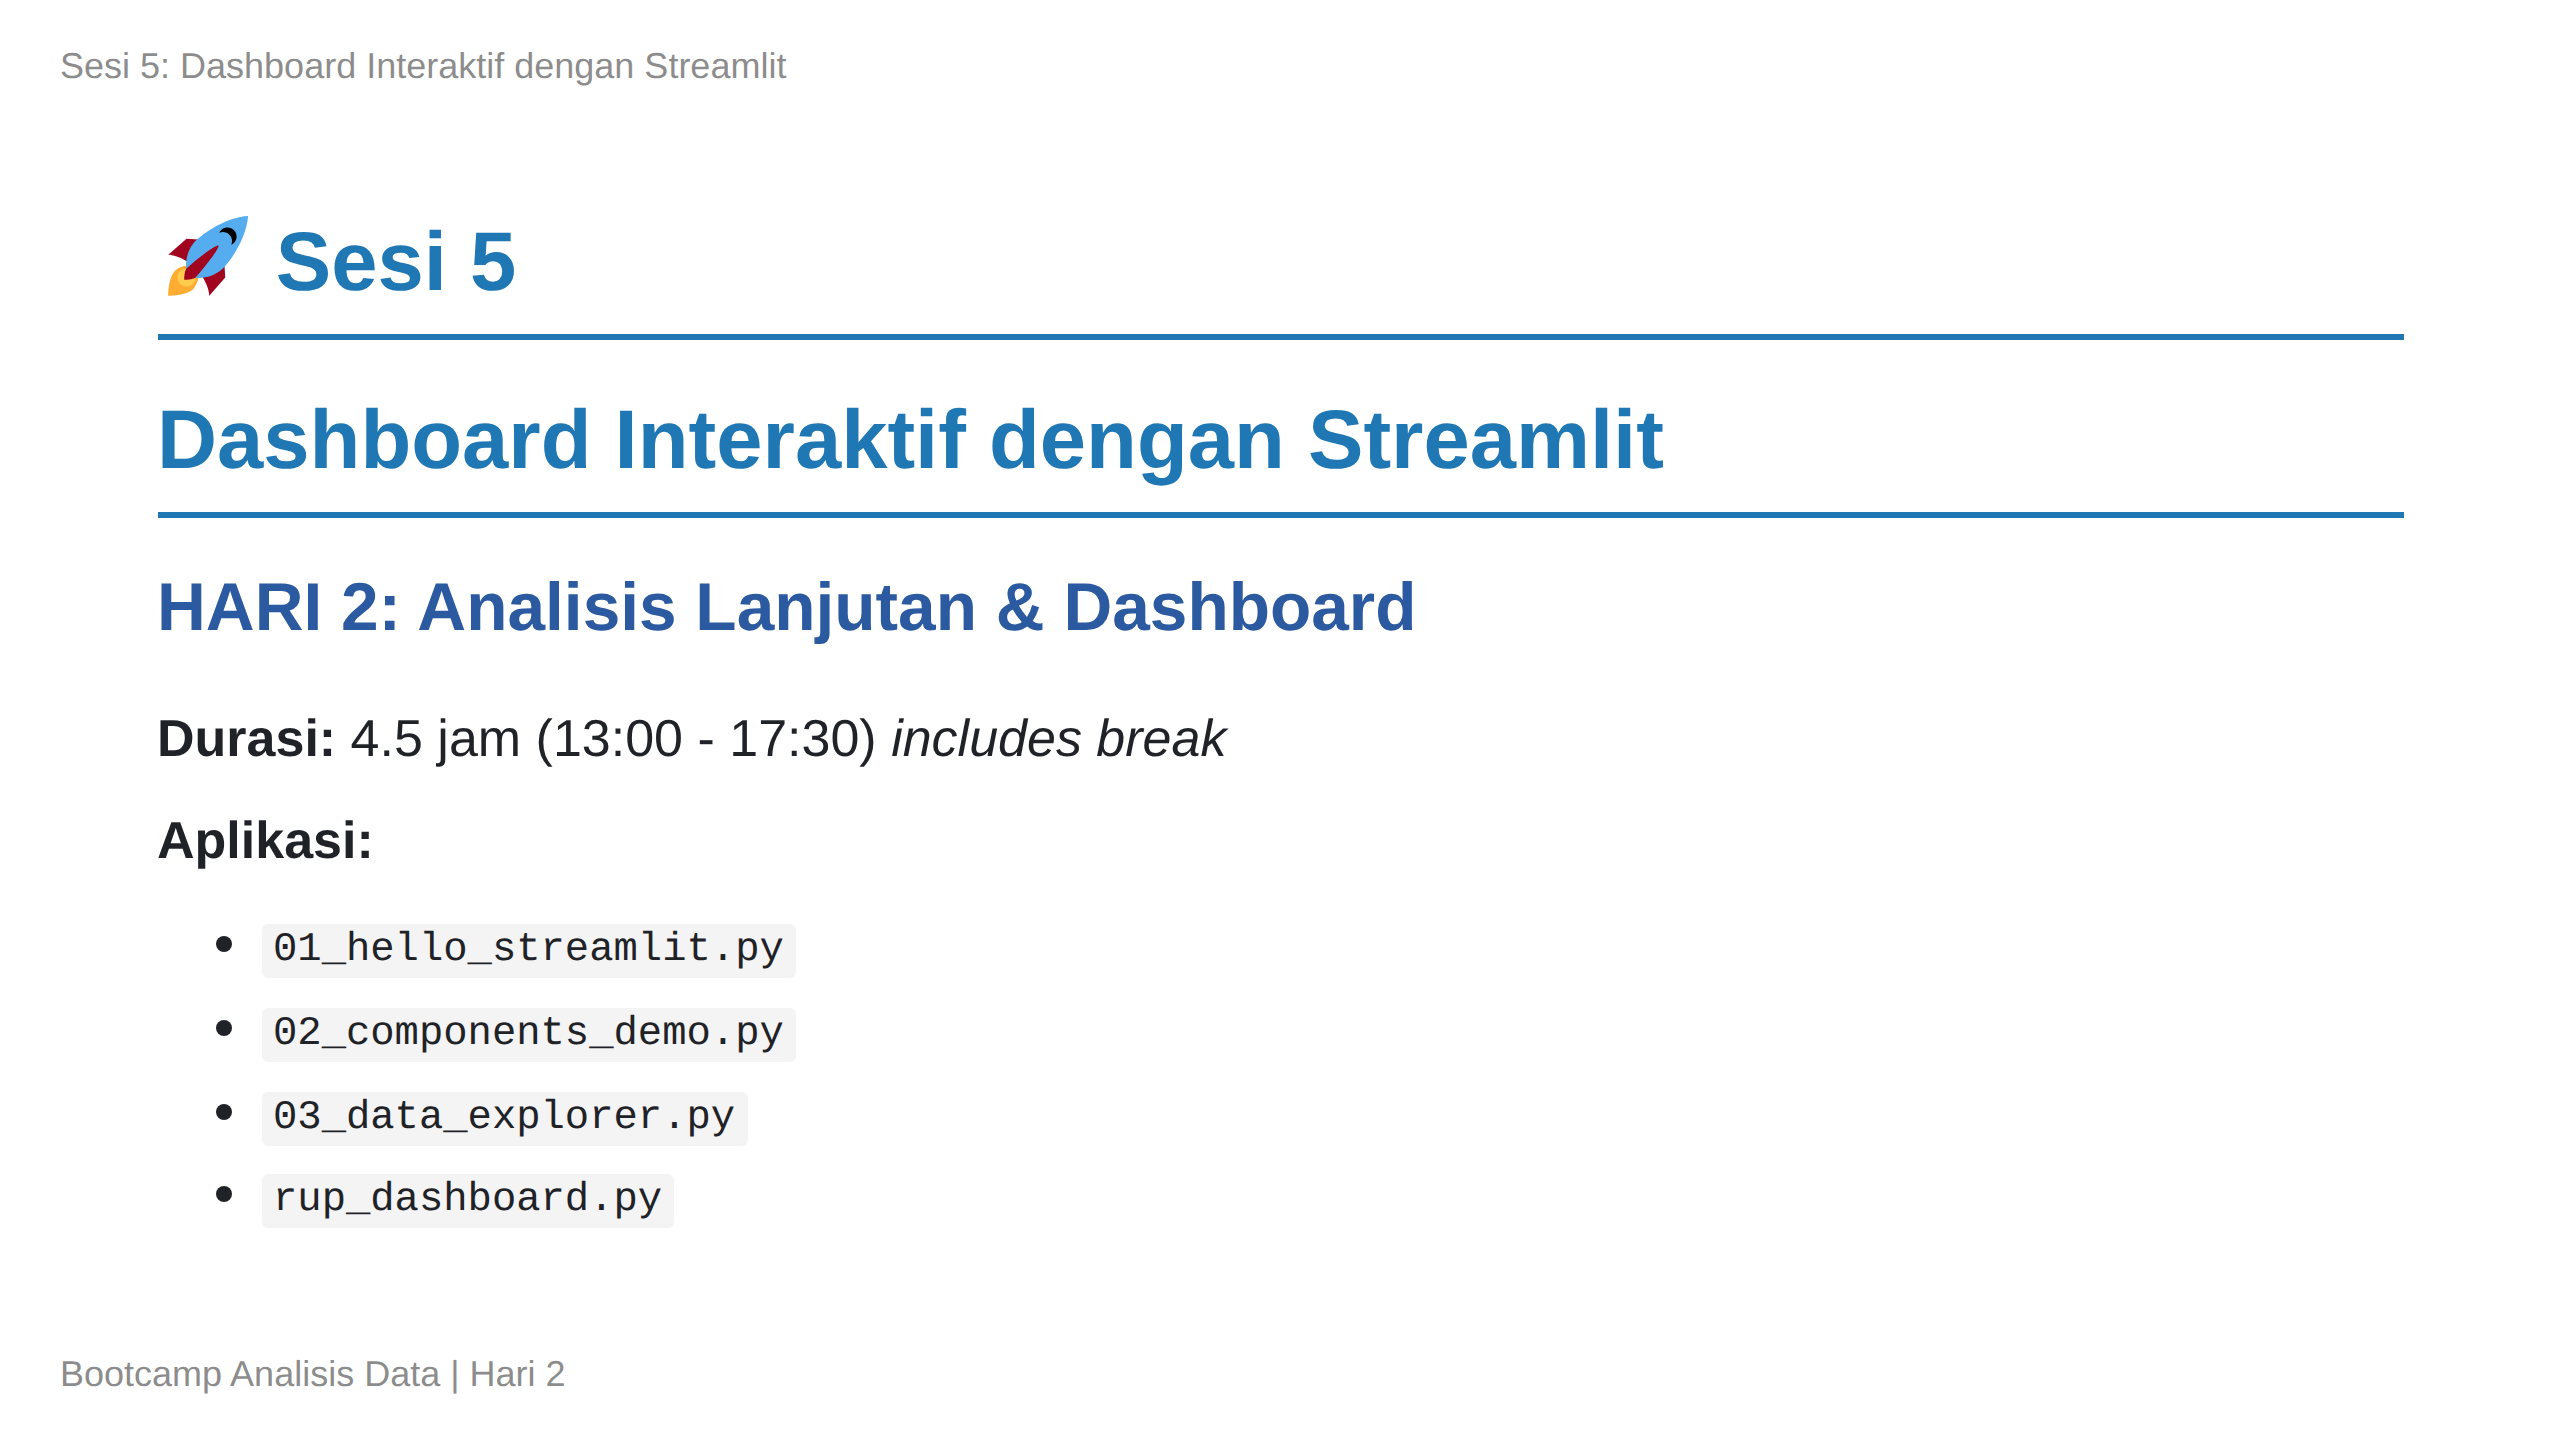 Sesi 5: Dashboard Interaktif dengan Streamlit
🚀 Sesi 5
Dashboard Interaktif dengan Streamlit
HARI 2: Analisis Lanjutan & Dashboard
Durasi: 4.5 jam (13:00 - 17:30) includes break
Aplikasi:
01_hello_streamlit.py
02_components_demo.py
03_data_explorer.py
rup_dashboard.py
Bootcamp Analisis Data | Hari 2